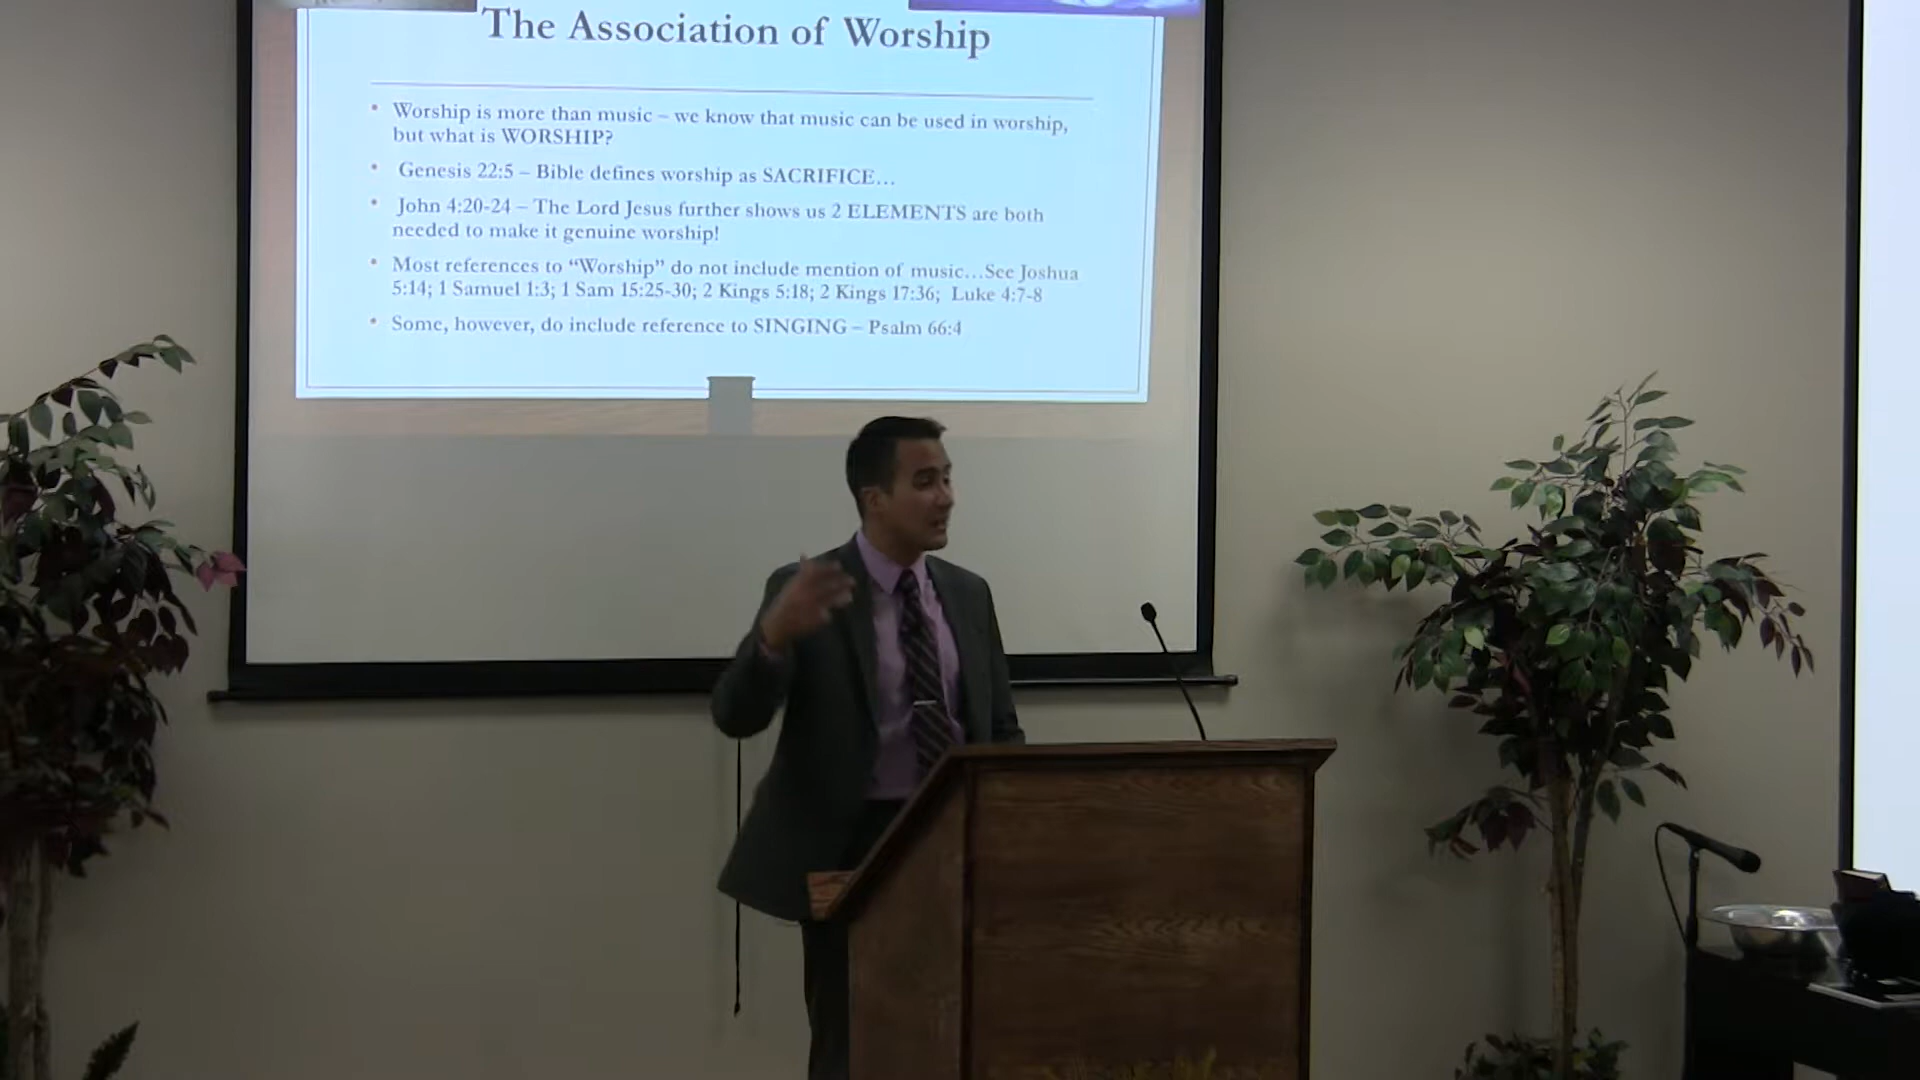 The Association of Worship
• Worship is more than music – we know that music can be used in worship,
but what is WORSHIP?
• Genesis 22:5 – Bible defines worship as SACRIFICE…
• John 4:20-24 – The Lord Jesus further shows us 2 ELEMENTS are both
needed to make it genuine worship!
• Most references to “Worship” do not include mention of music…See Joshua
5:14; 1 Samuel 1:3; 1 Sam 15:25-30; 2 Kings 5:18; 2 Kings 17:36; Luke 4:7-8
• Some, however, do include reference to SINGING – Psalm 66:4